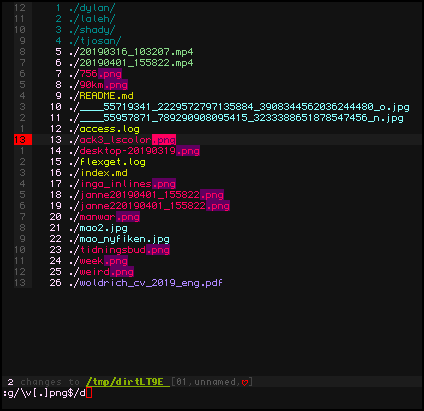 12 1 ./dylan/
11 2 ./laleh/
10 3 ./shady/
9 4 ./tjosan/
8 5 ./20190316_103207.mp4
7 6 ./20190401_155822.mp4
6 7 ./756.png
5 8 ./90km.png
4 9 ./README.md
3 10 ./____55719341_2229572797135884_3908344562036244480_o.jpg
2 11 ./____55957871_789290908095415_3233388651878547456_n.jpg
1 12 ./access.log
13 13 ./ack3_lscolor.png
1 14 ./desktop-20190319.png
2 15 ./flexget.log
3 16 ./index.md
4 17 ./inga_inlines.png
5 18 ./janne20190401_155822.png
6 19 ./janne220190401_155822.png
7 20 ./manwar.png
8 21 ./mao2.jpg
9 22 ./mao_nyfiken.jpg
10 23 ./tidningsbud.png
11 24 ./week.png
12 25 ./weird.png
13 26 ./woldrich_cv_2019_eng.pdf
2 changes to /tmp/dirtLT9E [01,unnamed,♥]
:g/\v[.]png$/d